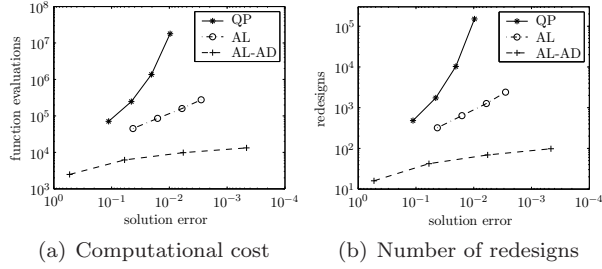 10^8
10^7
10^6
10^5
10^4
10^3
function evaluations
QP
AL
AL-AD
10^0
10^-1
10^-2
10^-3
10^-4
solution error
(a) Computational cost
10^5
10^4
10^3
10^2
10^1
redesigns
QP
AL
AL-AD
10^0
10^-1
10^-2
10^-3
10^-4
solution error
(b) Number of redesigns